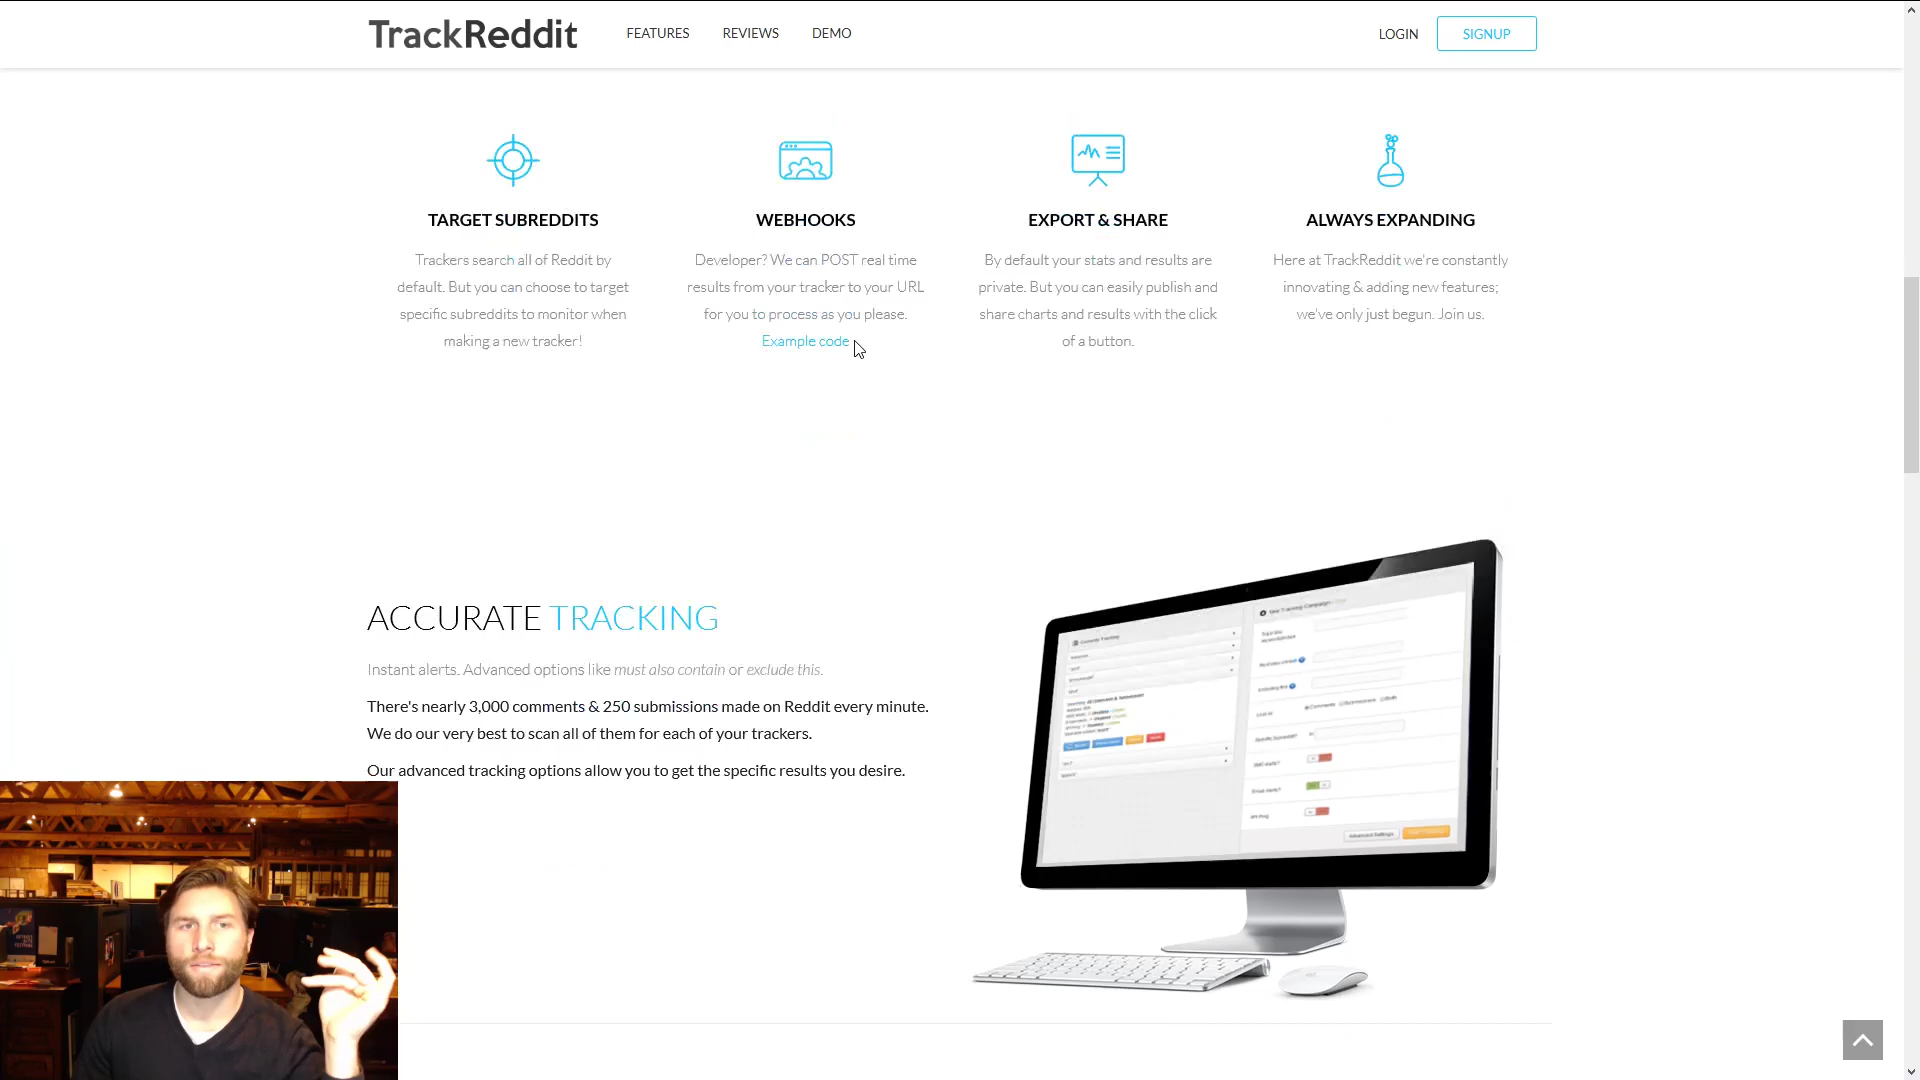 TrackReddit
FEATURES REVIEWS DEMO
LOGIN SIGNUP
TARGET SUBREDDITS
Trackers search all of Reddit by
default. But you can choose to target
specific subreddits to monitor when
making a new tracker!
WEBHOOKS
Developer? We can POST real time
results from your tracker to your URL
for you to process as you please.
Example code
EXPORT & SHARE
By default your stats and results are
private. But you can easily publish and
share charts and results with the click
of a button.
ALWAYS EXPANDING
Here at TrackReddit we're constantly
innovating & adding new features;
we've only just begun. Join us.
ACCURATE TRACKING
Instant alerts. Advanced options like must also contain or exclude this.
There's nearly 3,000 comments & 250 submissions made on Reddit every minute.
We do our very best to scan all of them for each of your trackers.
Our advanced tracking options allow you to get the specific results you desire.
Currently Tracking
New Tracking Campaign
Advanced Settings